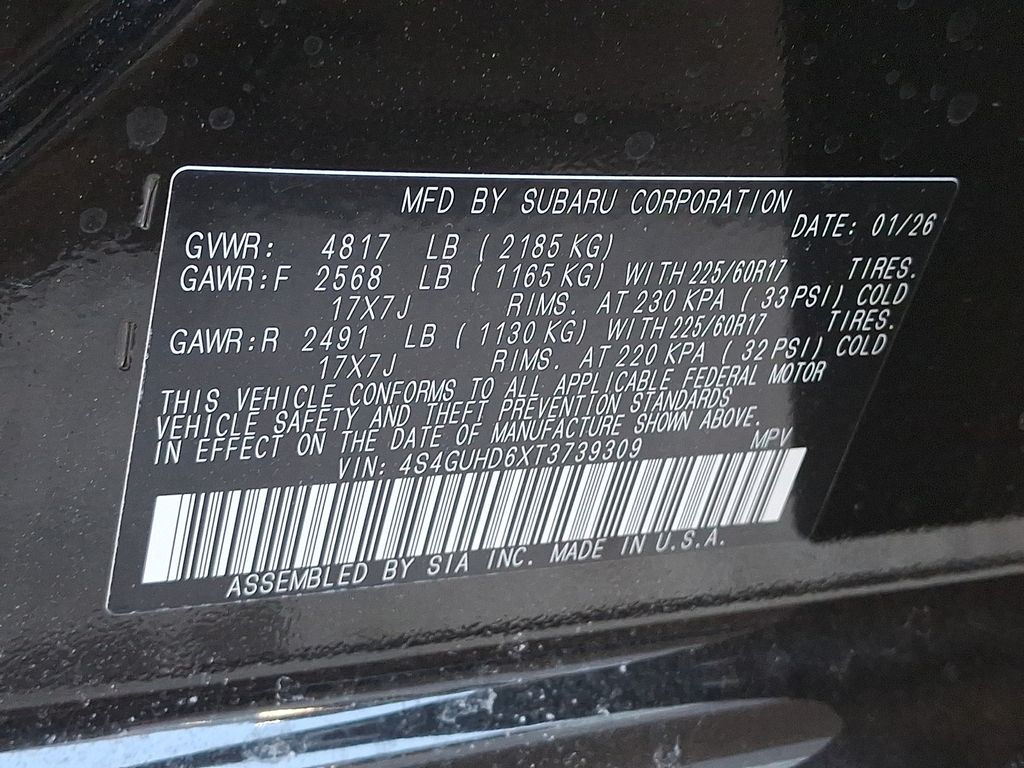 MFD BY SUBARU CORPORATION
DATE: 01/26
GVWR: 4817 LB ( 2185 KG)
GAWR:F 2568 LB ( 1165 KG) WITH 225/60R17 TIRES.
17X7J RIMS. AT 230 KPA ( 33 PSI) COLD
GAWR:R 2491 LB ( 1130 KG) WITH 225/60R17 TIRES.
17X7J RIMS. AT 220 KPA ( 32 PSI) COLD
THIS VEHICLE CONFORMS TO ALL APPLICABLE FEDERAL MOTOR
VEHICLE SAFETY AND THEFT PREVENTION STANDARDS
IN EFFECT ON THE DATE OF MANUFACTURE SHOWN ABOVE.
VIN: 4S4GUHD6XT3739309 MPV
ASSEMBLED BY SIA INC. MADE IN U.S.A.